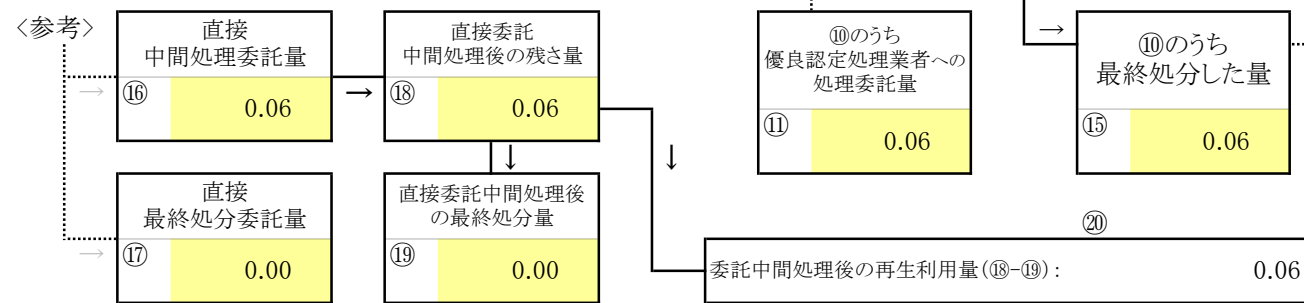 〈参考〉
直接
中間処理委託量
→
⑯
0.06
→
直接委託
中間処理後の残さ量
⑱
0.06
⑩のうち
優良認定処理業者への
処理委託量
⑪
0.06
→
⑩のうち
最終処分した量
⑮
0.06
↓
↓
直接
最終処分委託量
→
⑰
0.00
直接委託中間処理後
の最終処分量
⑲
0.00
⑳
委託中間処理後の再生利用量(⑱-⑲): 0.06